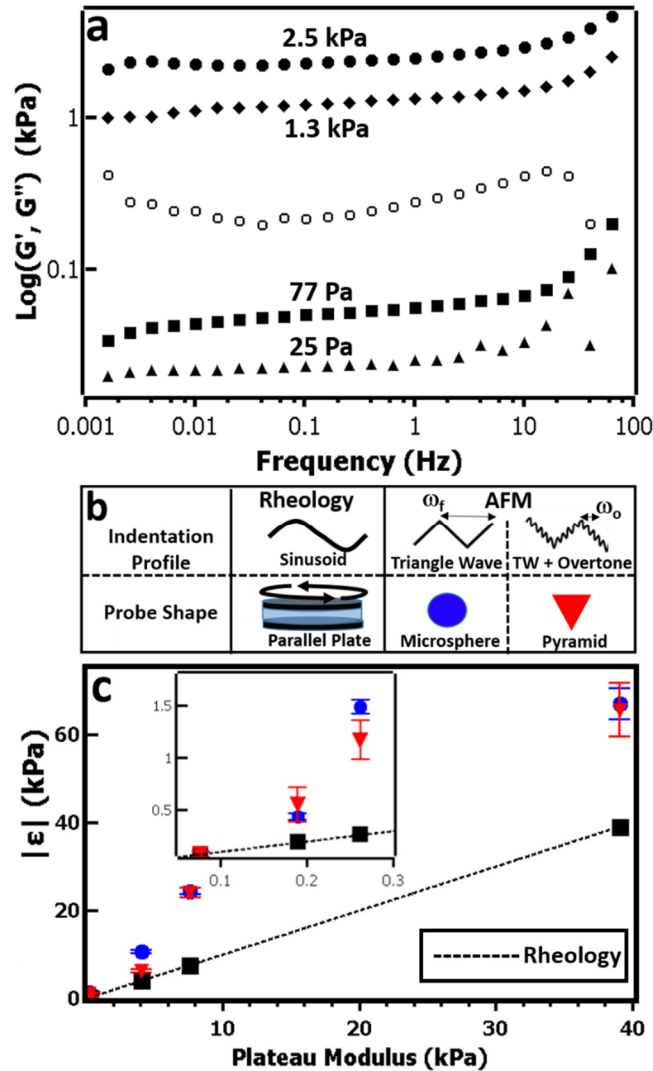 a
Log(G', G") (kPa)
2.5 kPa
1
1.3 kPa
0.1
77 Pa
25 Pa
0.001 0.01 0.1 1 10 100
Frequency (Hz)
b
Rheology
AFM
ωf
ωo
Indentation
Profile
Sinusoid
Triangle Wave
TW + Overtone
Probe Shape
Parallel Plate
Microsphere
Pyramid
c
|ε| (kPa)
60
40
20
0
1.5
1
0.5
0.1 0.2 0.3
Rheology
10 20 30 40
Plateau Modulus (kPa)